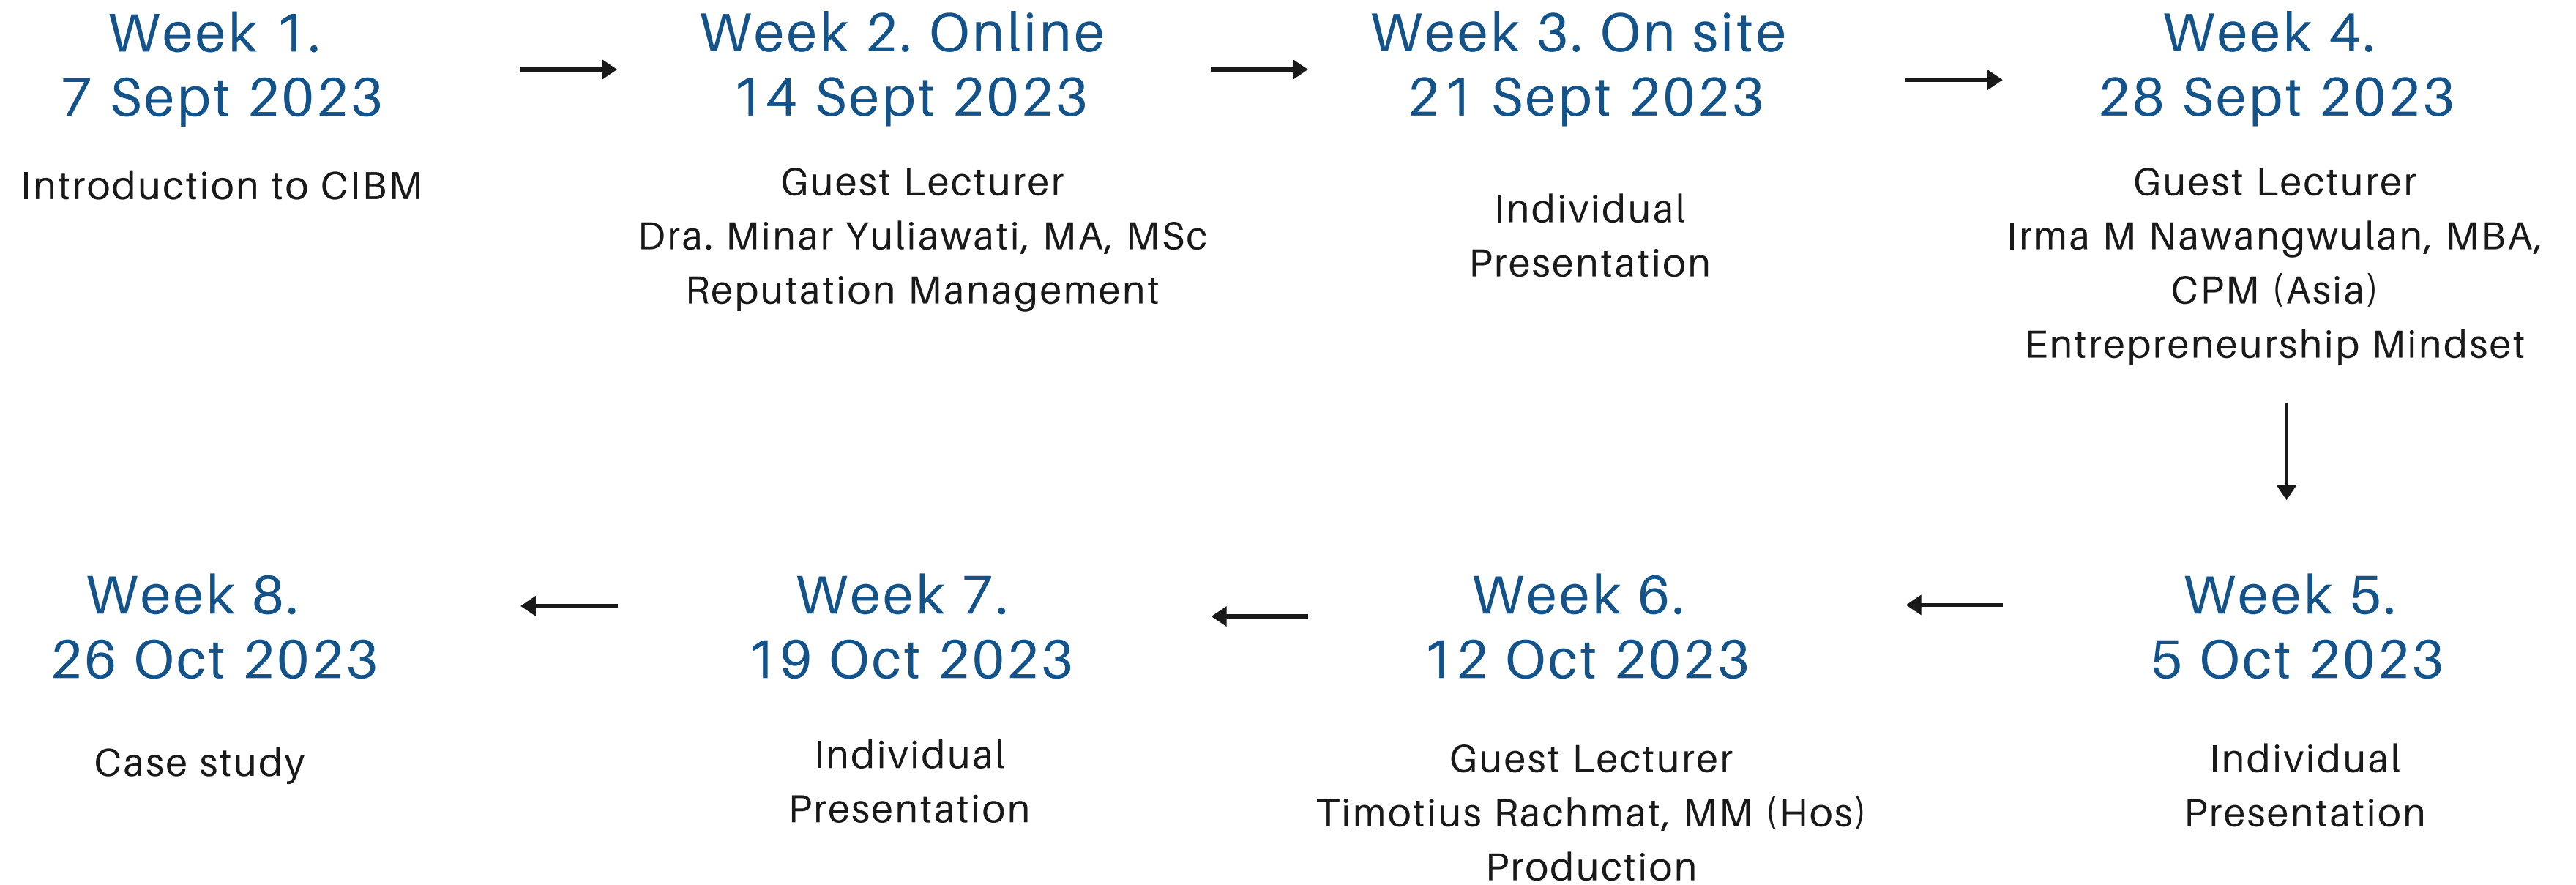 Week 1.
7 Sept 2023
Introduction to CIBM
Week 2. Online
14 Sept 2023
Guest Lecturer
Dra. Minar Yuliawati, MA, MSc
Reputation Management
Week 3. On site
21 Sept 2023
Individual
Presentation
Week 4.
28 Sept 2023
Guest Lecturer
Irma M Nawangwulan, MBA,
CPM (Asia)
Entrepreneurship Mindset
Week 5.
5 Oct 2023
Individual
Presentation
Week 6.
12 Oct 2023
Guest Lecturer
Timotius Rachmat, MM (Hos)
Production
Week 7.
19 Oct 2023
Individual
Presentation
Week 8.
26 Oct 2023
Case study